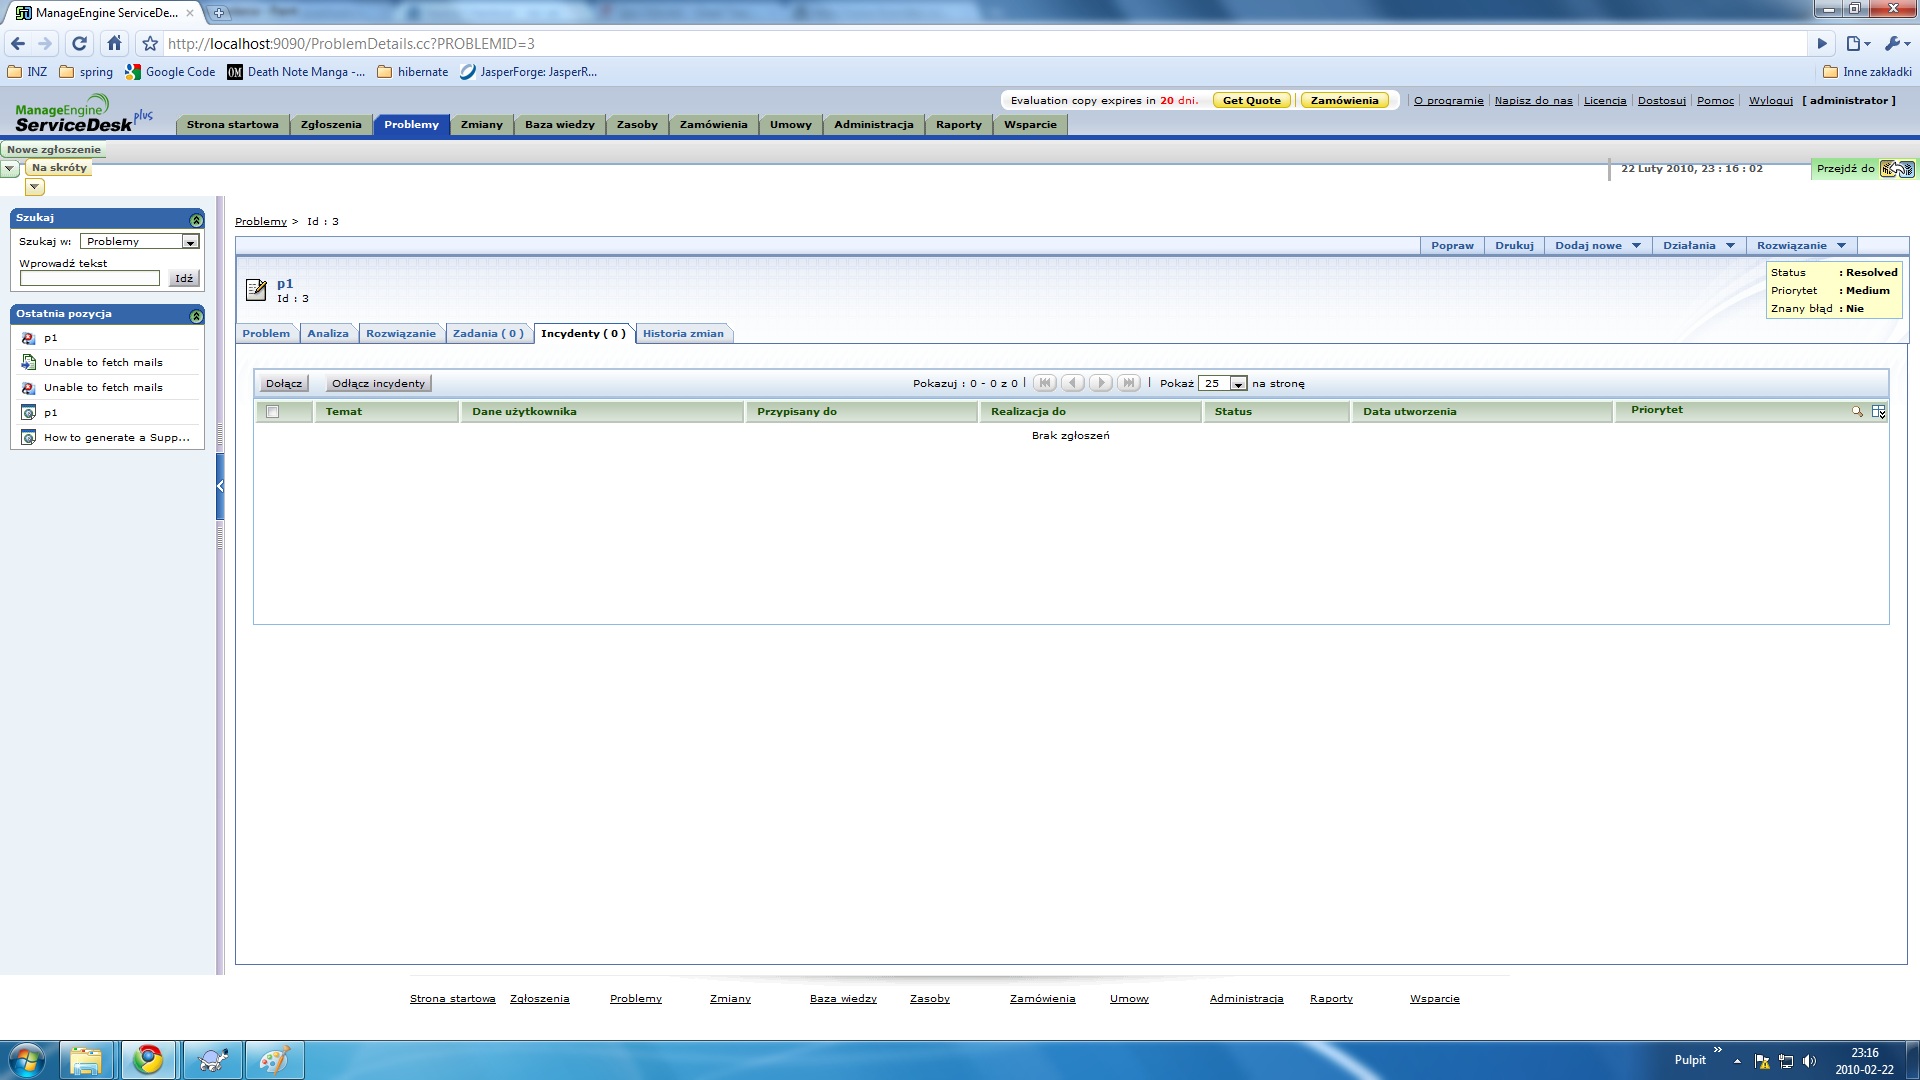 ManageEngine ServiceDe...
http://localhost:9090/ProblemDetails.cc?PROBLEMID=3
INZ spring Google Code Death Note Manga -... hibernate JasperForge: JasperR... Inne zakładki
ManageEngine
ServiceDesk plus
Evaluation copy expires in 20 dni. Get Quote Zamówienia O programie Napisz do nas Licencja Dostosuj Pomoc Wyloguj [ administrator ]
Strona startowa Zgłoszenia Problemy Zmiany Baza wiedzy Zasoby Zamówienia Umowy Administracja Raporty Wsparcie
Nowe zgłoszenie
Na skróty
22 Luty 2010, 23 : 16 : 02
Przejdź do
Szukaj
Szukaj w: Problemy
Wprowadź tekst
Idź
Ostatnia pozycja
p1
Unable to fetch mails
Unable to fetch mails
p1
How to generate a Supp...
Problemy > Id : 3
Popraw Drukuj Dodaj nowe Działania Rozwiązanie
p1
Id : 3
Status : Resolved
Priorytet : Medium
Znany błąd : Nie
Problem Analiza Rozwiązanie Zadania ( 0 ) Incydenty ( 0 ) Historia zmian
Dołącz Odłącz incydenty Pokazuj : 0 - 0 z 0 | Pokaż 25 na stronę
Temat Dane użytkownika Przypisany do Realizacja do Status Data utworzenia Priorytet
Brak zgłoszeń
Strona startowa Zgłoszenia Problemy Zmiany Baza wiedzy Zasoby Zamówienia Umowy Administracja Raporty Wsparcie
Pulpit
23:16
2010-02-22